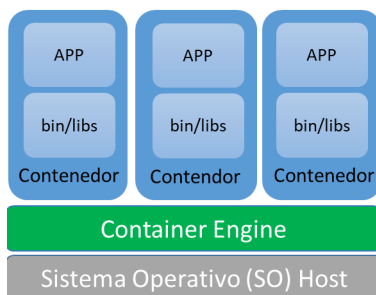 APP APP APP
bin/libs bin/libs bin/libs
Contenedor Contendor Contenedor
Container Engine
Sistema Operativo (SO) Host